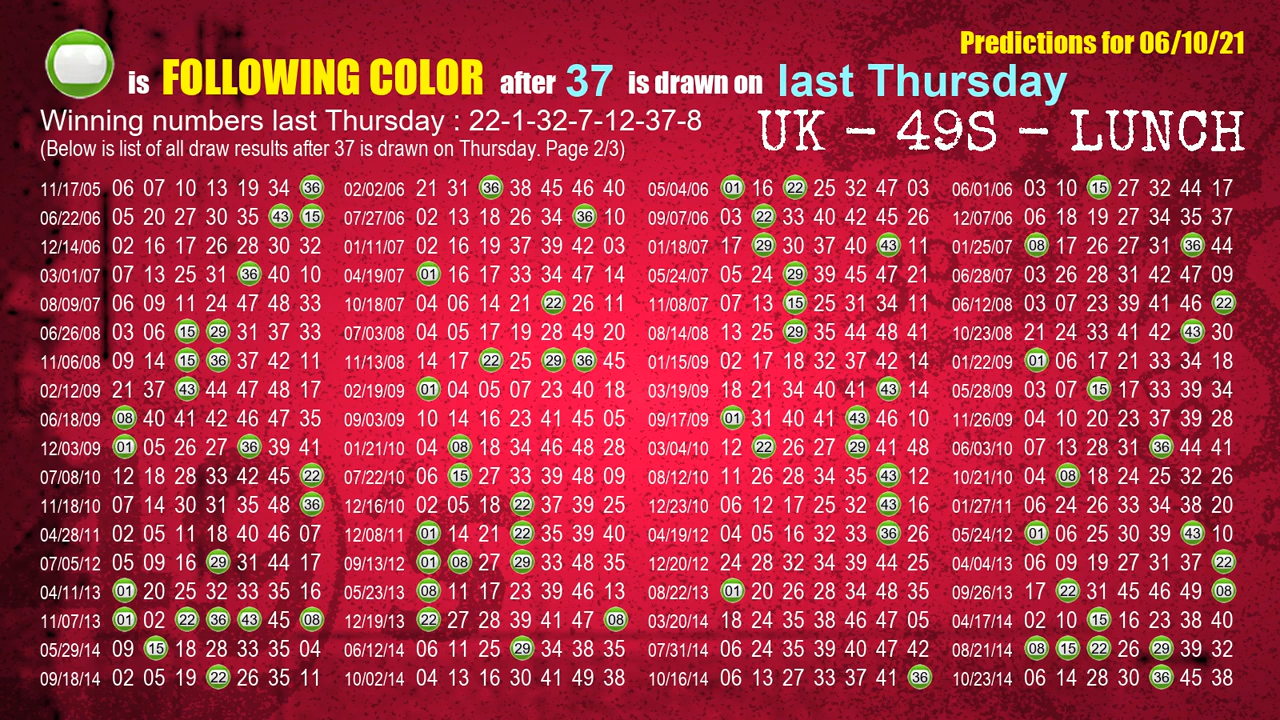 Predictions for 06/10/21
is FOLLOWING COLOR after 37 is drawn on last Thursday
Winning numbers last Thursday : 22-1-32-7-12-37-8
UK - 49S - LUNCH
(Below is list of all draw results after 37 is drawn on Thursday. Page 2/3)
11/17/05 06 07 10 13 19 34 36 02/02/06 21 31 36 38 45 46 40 05/04/06 01 16 22 25 32 47 03 06/01/06 03 10 15 27 32 44 17
06/22/06 05 20 27 30 35 43 15 07/27/06 02 13 18 26 34 36 10 09/07/06 03 22 33 40 42 45 26 12/07/06 06 18 19 27 34 35 37
12/14/06 02 16 17 26 28 30 32 01/11/07 02 16 19 37 39 42 03 01/18/07 17 29 30 37 40 43 11 01/25/07 08 17 26 27 31 36 44
03/01/07 07 13 25 31 36 40 10 04/19/07 01 16 17 33 34 47 14 05/24/07 05 24 29 39 45 47 21 06/28/07 03 26 28 31 42 47 09
08/09/07 06 09 11 24 47 48 33 10/18/07 04 06 14 21 22 26 11 11/08/07 07 13 15 25 31 34 11 06/12/08 03 07 23 39 41 46 22
06/26/08 03 06 15 29 31 37 33 07/03/08 04 05 17 19 28 49 20 08/14/08 13 25 29 35 44 48 41 10/23/08 21 24 33 41 42 43 30
11/06/08 09 14 15 36 37 42 11 11/13/08 14 17 22 25 29 36 45 01/15/09 02 17 18 32 37 42 14 01/22/09 01 06 17 21 33 34 18
02/12/09 21 37 43 44 47 48 17 02/19/09 01 04 05 07 23 40 18 03/19/09 18 21 34 40 41 43 14 05/28/09 03 07 15 17 33 39 34
06/18/09 08 40 41 42 46 47 35 09/03/09 10 14 16 23 41 45 05 09/17/09 01 31 40 41 43 46 10 11/26/09 04 10 20 23 37 39 28
12/03/09 01 05 26 27 36 39 41 01/21/10 04 08 18 34 46 48 28 03/04/10 12 22 26 27 29 41 48 06/03/10 07 13 28 31 36 44 41
07/08/10 12 18 28 33 42 45 22 07/22/10 06 15 27 33 39 48 09 08/12/10 11 26 28 34 35 43 12 10/21/10 04 08 18 24 25 32 26
11/18/10 07 14 30 31 35 48 36 12/16/10 02 05 18 22 37 39 25 12/23/10 06 12 17 25 32 43 16 01/27/11 06 24 26 33 34 38 20
04/28/11 02 05 11 18 40 46 07 12/08/11 01 14 21 22 35 39 40 04/19/12 04 05 16 32 33 36 26 05/24/12 01 06 25 30 39 43 10
07/05/12 05 09 16 29 31 44 17 09/13/12 01 08 27 29 33 48 35 12/20/12 24 28 32 34 39 44 25 04/04/13 06 09 19 27 31 37 22
04/11/13 01 20 25 32 33 35 16 05/23/13 08 11 17 23 39 46 13 08/22/13 01 20 26 28 34 48 35 09/26/13 17 22 31 45 46 49 08
11/07/13 01 02 22 36 43 45 08 12/19/13 22 27 28 39 41 47 08 03/20/14 18 24 35 38 46 47 05 04/17/14 02 10 15 16 23 38 40
05/29/14 09 15 18 28 33 35 04 06/12/14 06 11 25 29 34 38 35 07/31/14 06 24 35 39 40 47 42 08/21/14 08 15 22 26 29 39 32
09/18/14 02 05 19 22 26 35 11 10/02/14 04 13 16 30 41 49 38 10/16/14 06 13 27 33 37 41 36 10/23/14 06 14 28 30 36 45 38